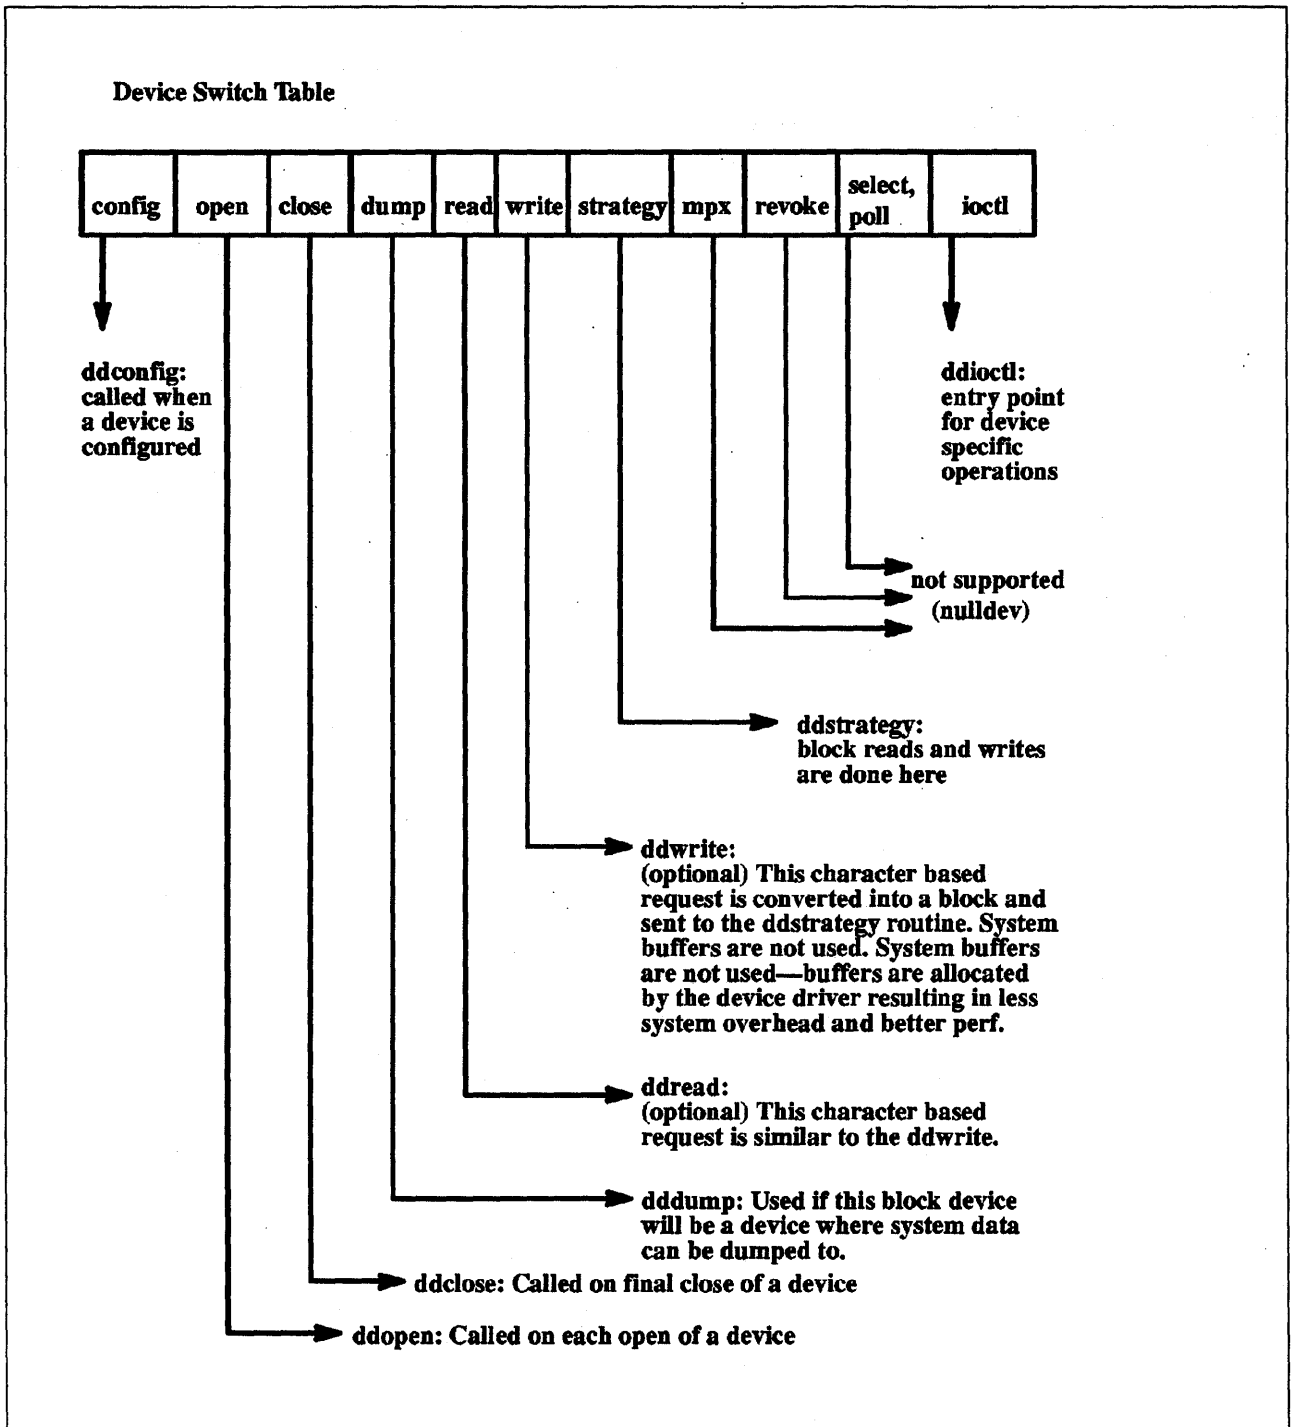 Device Switch Table
config open close dump read write strategy mpx revoke select, poll ioctl
ddconfig:
called when
a device is
configured
ddioctl:
entry point
for device
specific
operations
not supported
(nulldev)
ddstrategy:
block reads and writes
are done here
ddwrite:
(optional) This character based
request is converted into a block and
sent to the ddstrategy routine. System
buffers are not used. System buffers
are not used—buffers are allocated
by the device driver resulting in less
system overhead and better perf.
ddread:
(optional) This character based
request is similar to the ddwrite.
dddump: Used if this block device
will be a device where system data
can be dumped to.
ddclose: Called on final close of a device
ddopen: Called on each open of a device